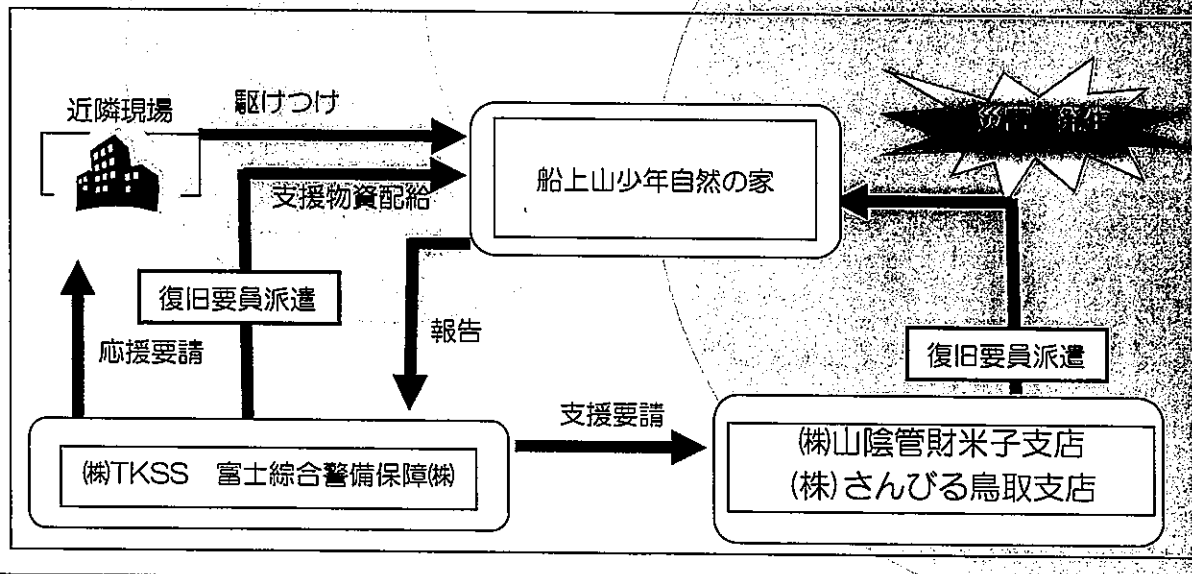 近隣現場
駆けつけ
支援物資配給
船上山少年自然の家
復旧要員派遣
応援要請
報告
復旧要員派遣
支援要請
㈱TKSS 富士綜合警備保障㈱
㈱山陰管財米子支店
(株)さんびる鳥取支店